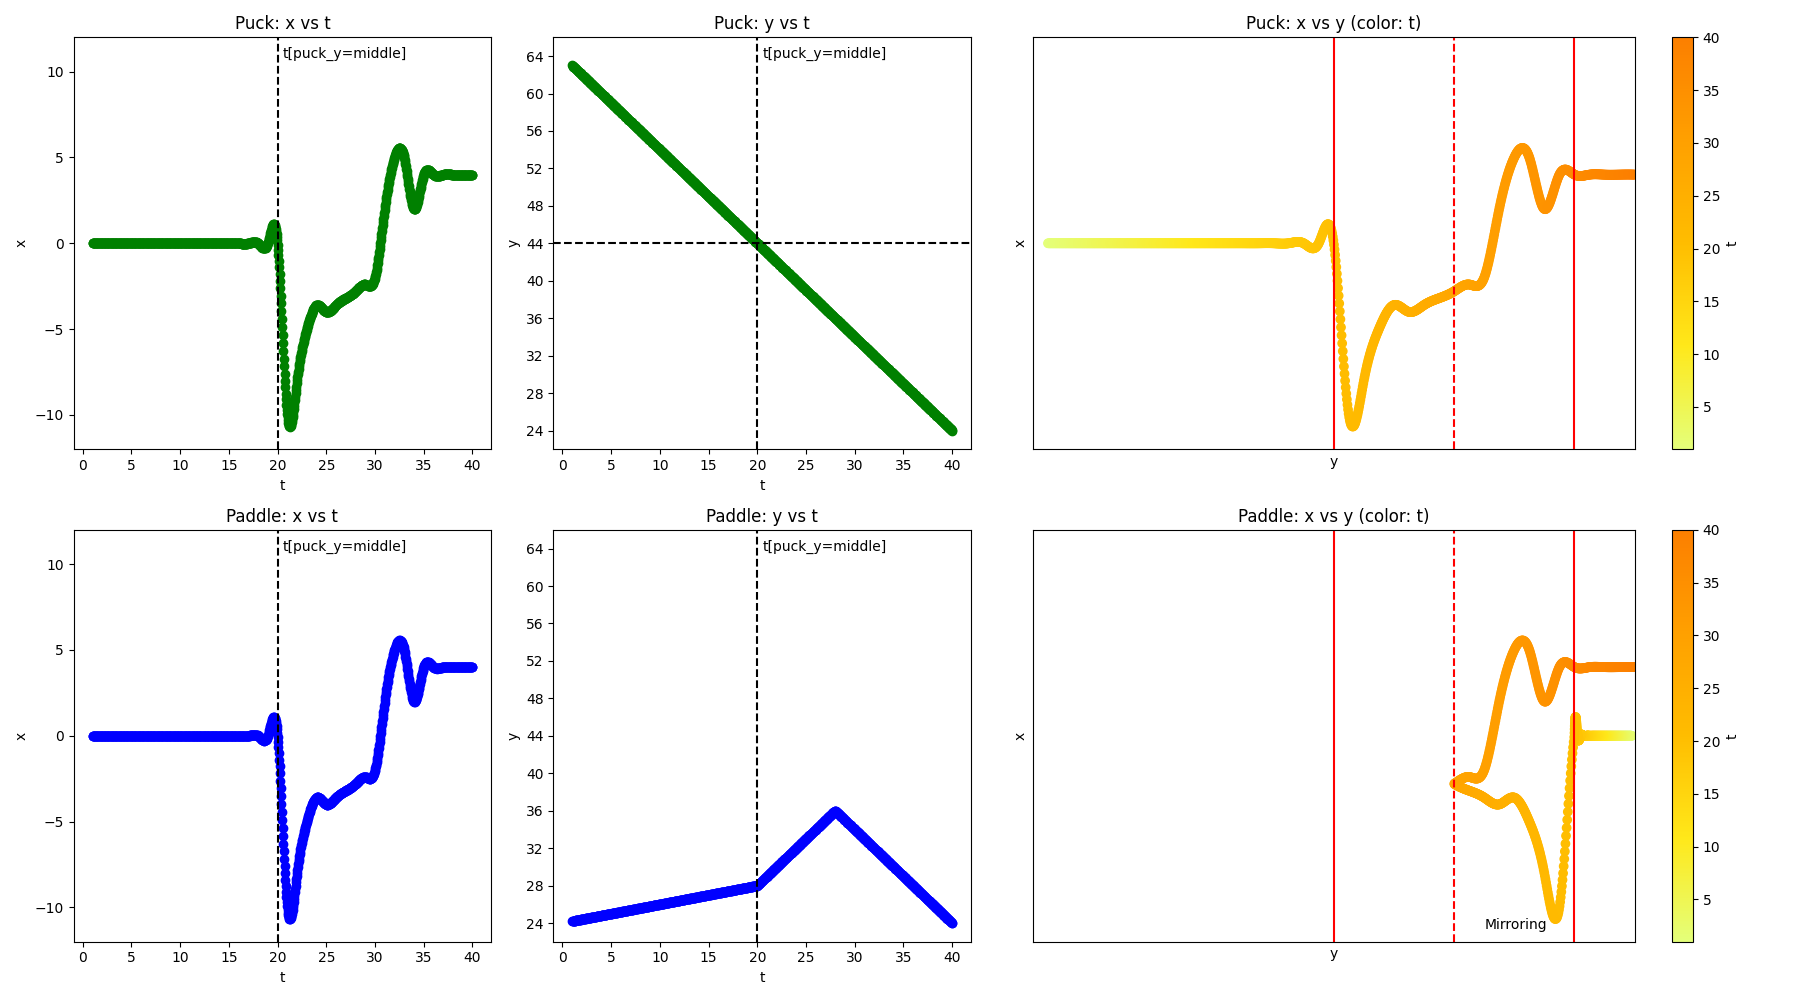 Puck: x vs t
t[puck_y=middle]
x
10
5
0
−5
−10
0 5 10 15 20 25 30 35 40
t
Puck: y vs t
t[puck_y=middle]
y
64
60
56
52
48
44
40
36
32
28
24
0 5 10 15 20 25 30 35 40
t
Puck: x vs y (color: t)
x
y
40
35
30
25
20
15
10
5
t
Paddle: x vs t
t[puck_y=middle]
x
10
5
0
−5
−10
0 5 10 15 20 25 30 35 40
t
Paddle: y vs t
t[puck_y=middle]
y
64
60
56
52
48
44
40
36
32
28
24
0 5 10 15 20 25 30 35 40
t
Paddle: x vs y (color: t)
x
Mirroring
y
40
35
30
25
20
15
10
5
t